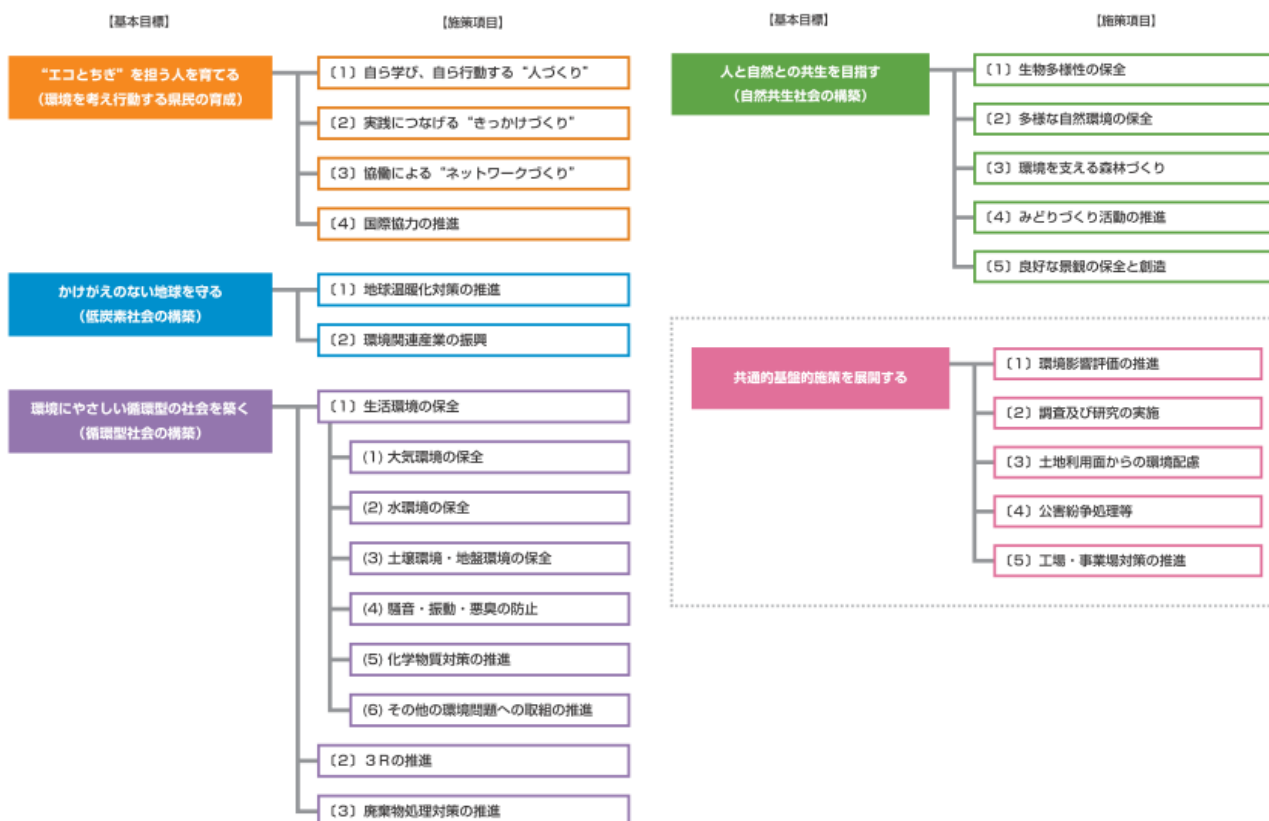 【基本目標】
【施策項目】
“エコとちぎ”を担う人を育てる
(環境を考え行動する県民の育成)
〔1〕自ら学び、自ら行動する“人づくり”
〔2〕実践につなげる“きっかけづくり”
〔3〕協働による“ネットワークづくり”
〔4〕国際協力の推進
かけがえのない地球を守る
(低炭素社会の構築)
〔1〕地球温暖化対策の推進
〔2〕環境関連産業の振興
環境にやさしい循環型の社会を築く
(循環型社会の構築)
〔1〕生活環境の保全
(1) 大気環境の保全
(2) 水環境の保全
(3) 土壌環境・地盤環境の保全
(4) 騒音・振動・悪臭の防止
(5) 化学物質対策の推進
(6) その他の環境問題への取組の推進
〔2〕3Rの推進
〔3〕廃棄物処理対策の推進
【基本目標】
【施策項目】
人と自然との共生を目指す
(自然共生社会の構築)
〔1〕生物多様性の保全
〔2〕多様な自然環境の保全
〔3〕環境を支える森林づくり
〔4〕みどりづくり活動の推進
〔5〕良好な景観の保全と創造
共通的基盤的施策を展開する
〔1〕環境影響評価の推進
〔2〕調査及び研究の実施
〔3〕土地利用面からの環境配慮
〔4〕公害紛争処理等
〔5〕工場・事業場対策の推進